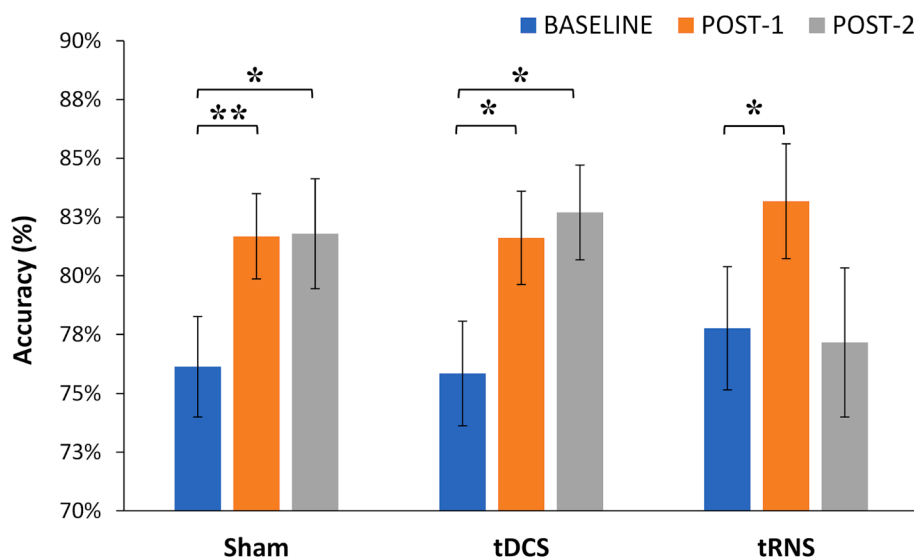 BASELINE POST-1 POST-2
90%
88%
85%
83%
80%
78%
75%
73%
70%
Accuracy (%)
* ** * * *
Sham tDCS tRNS